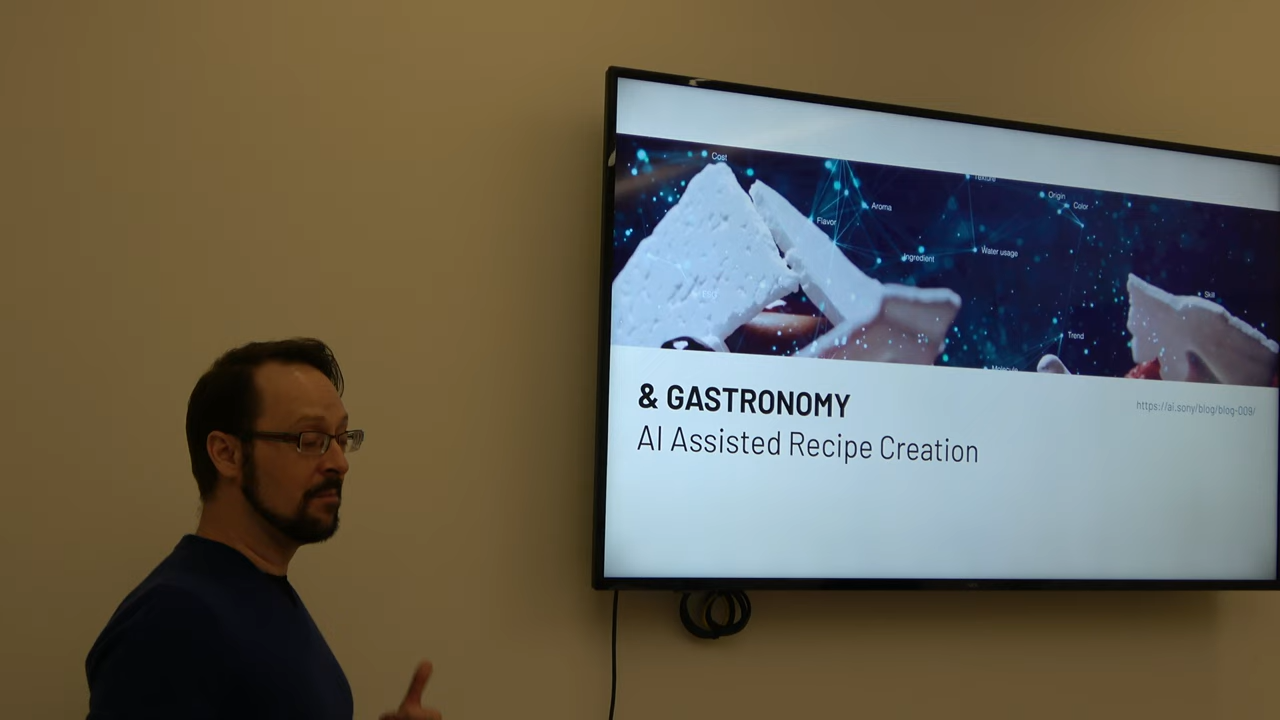 Cost
Texture
Origin
Color
Aroma
Flavor
Ingredient
Water usage
Skill
Trend
Molecule
& GASTRONOMY
https://ai.sony/blog/blog-009/
AI Assisted Recipe Creation